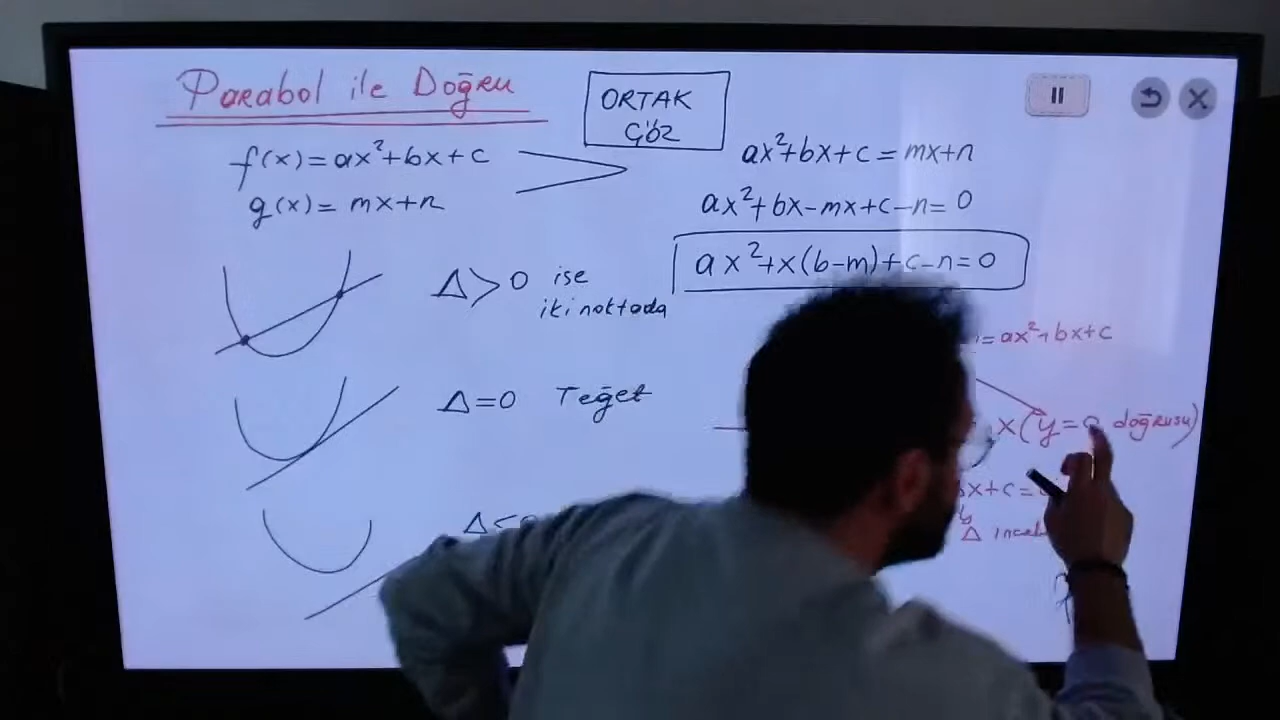 Parabol ile Doğru
ORTAK
ÇÖZ
f(x)=ax²+bx+c
g(x)=mx+n
ax²+bx+c=mx+n
ax²+bx-mx+c-n=0
ax²+x(b-m)+c-n=0
Δ>0 ise
iki noktada
Δ=0 Teğet
=ax²+bx+c
x(y=0 doğrusu)
x+c=
Δ